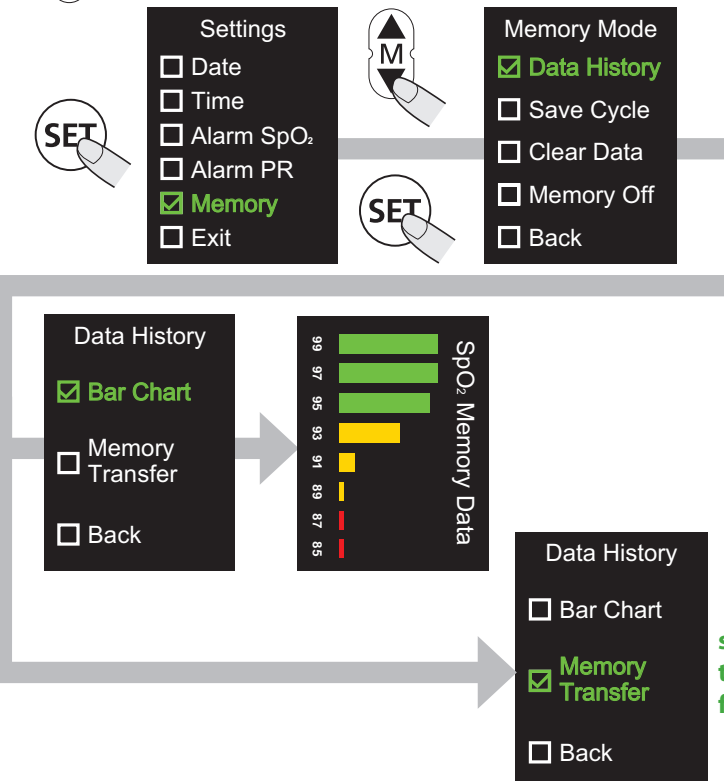 Settings
Date
Time
Alarm SpO₂
Alarm PR
Memory
Exit
SET
M
SET
Memory Mode
Data History
Save Cycle
Clear Data
Memory Off
Back
Data History
Bar Chart
Memory
Transfer
Back
SpO₂ Memory Data
99
97
95
93
91
89
87
85
Data History
Bar Chart
Memory
Transfer
Back